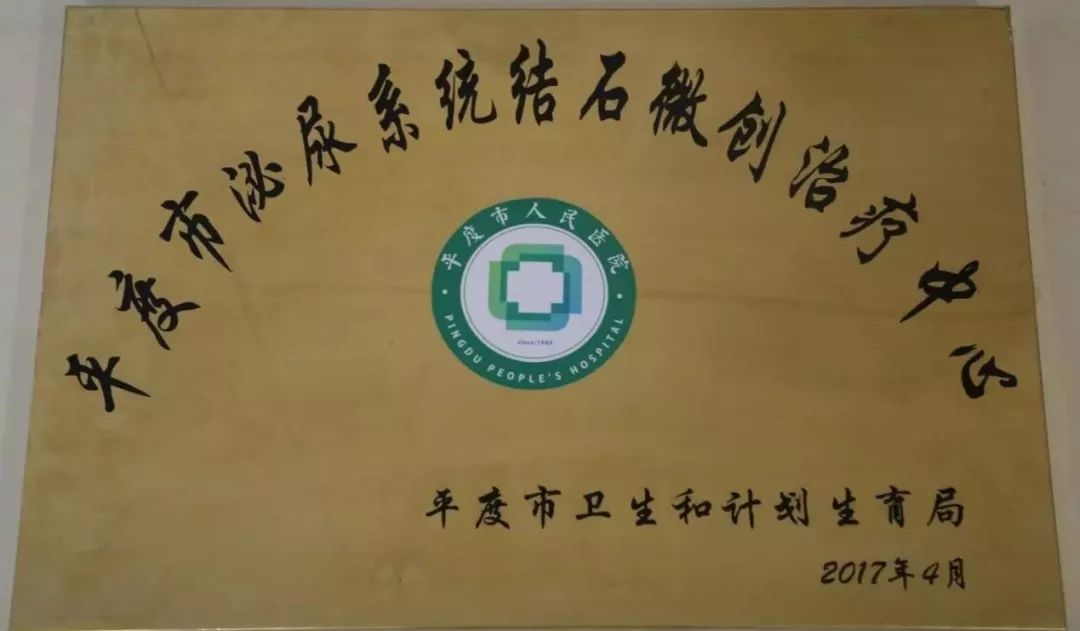 平度市泌尿系统结石微创治疗中心
平度市人民医院
since:1944
PINGDU PEOPLE'S HOSPITAL
平度市卫生和计划生育局
2017年4月